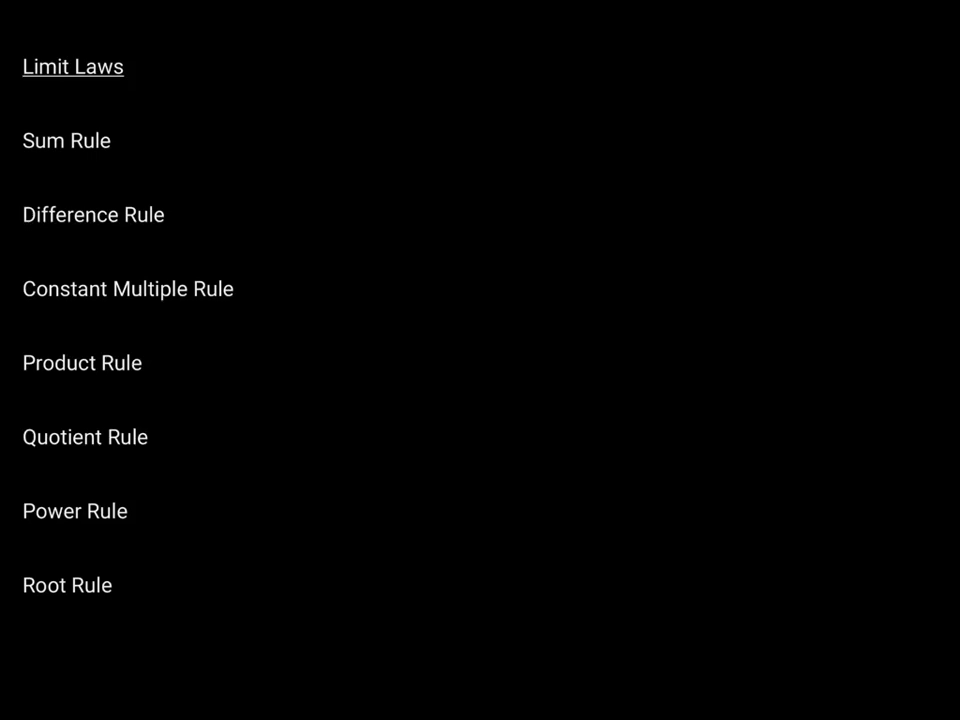 Limit Laws
Sum Rule
Difference Rule
Constant Multiple Rule
Product Rule
Quotient Rule
Power Rule
Root Rule